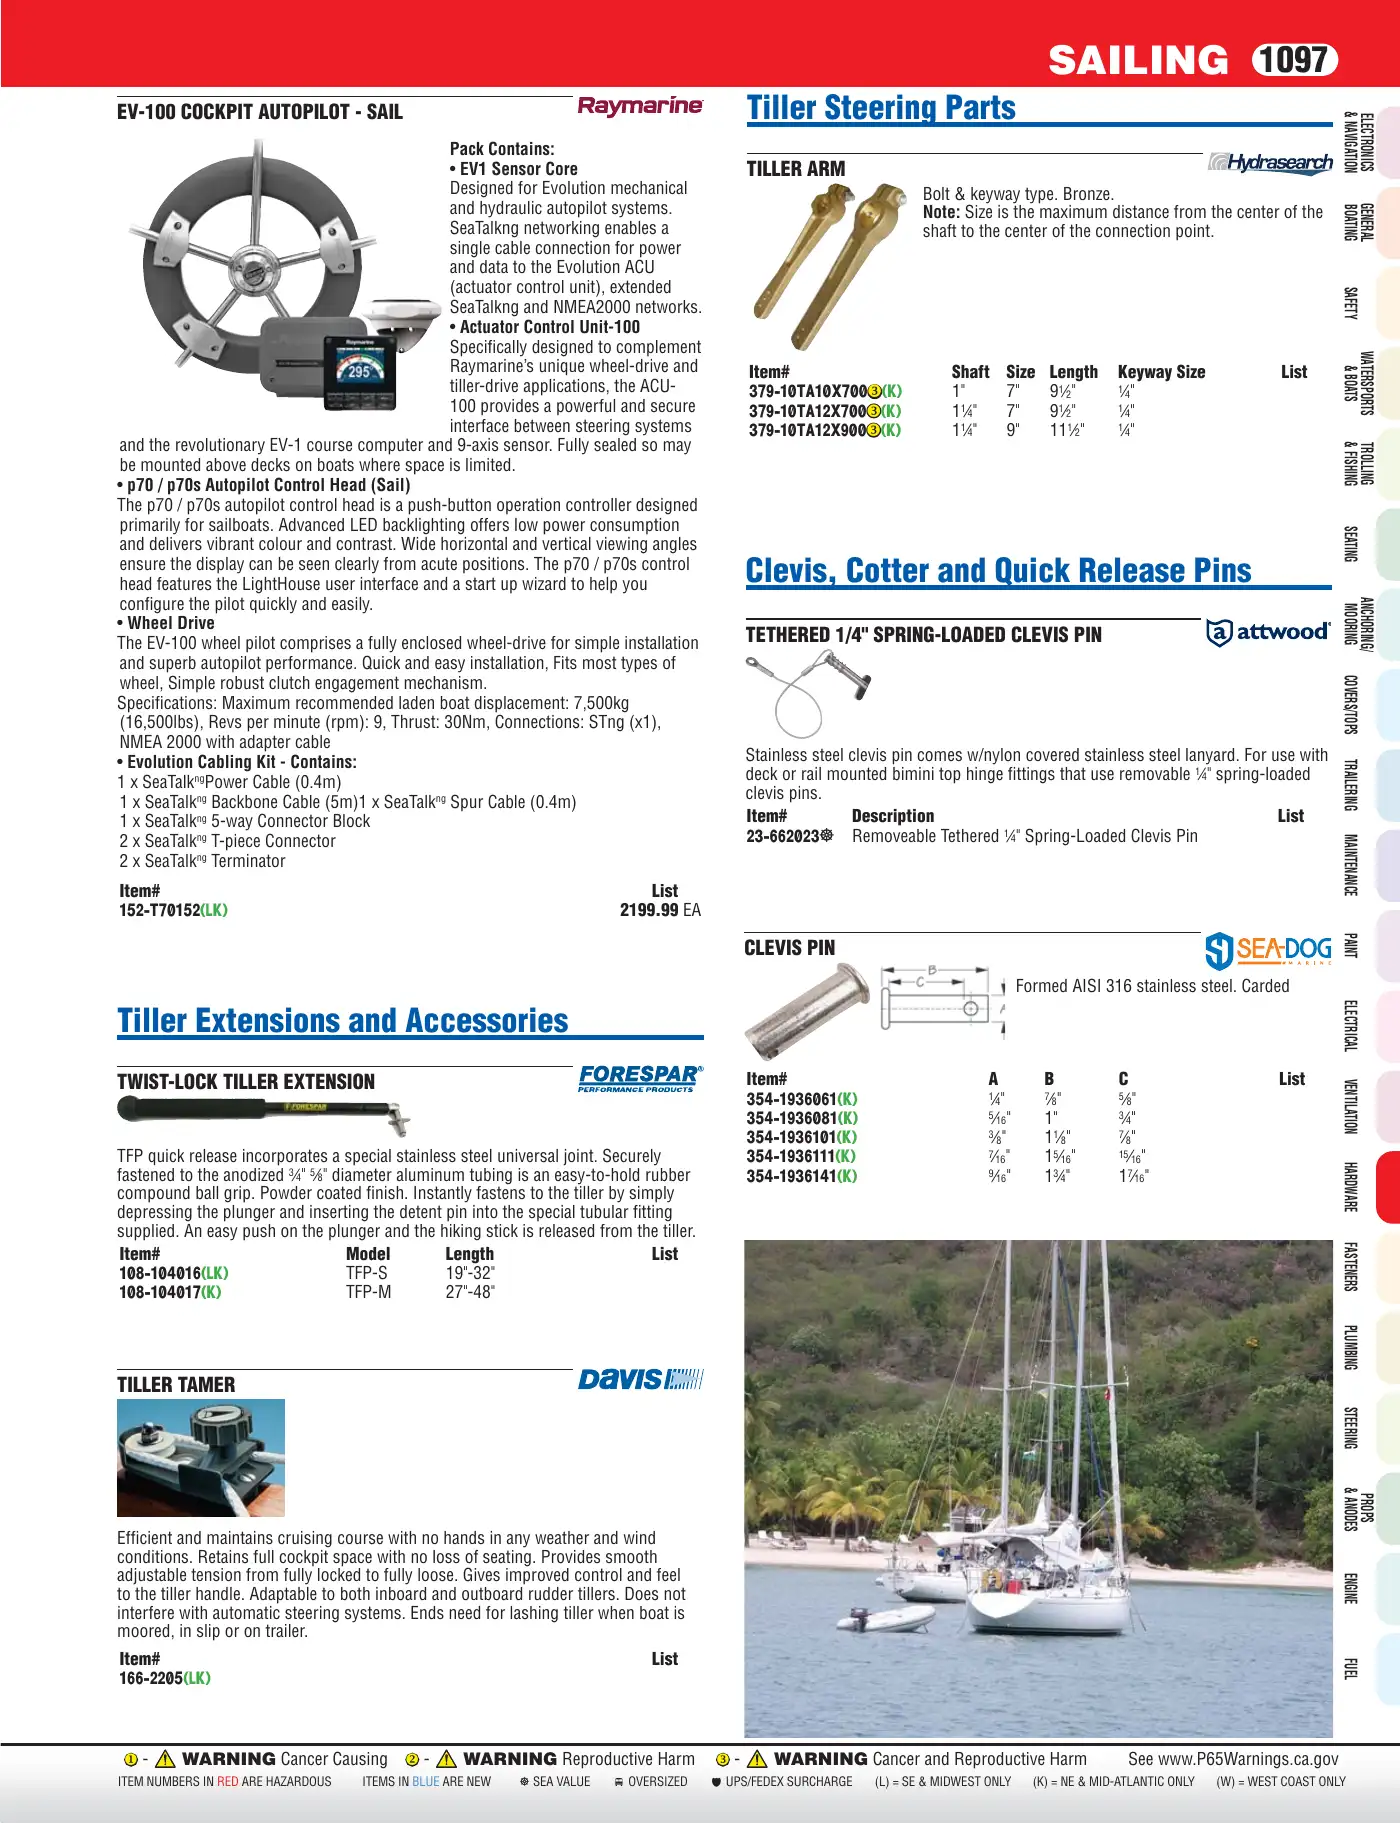 SAILING 1097
EV-100 COCKPIT AUTOPILOT - SAIL
Raymarine
Pack Contains:
• EV1 Sensor Core
Designed for Evolution mechanical
and hydraulic autopilot systems.
SeaTalkng networking enables a
single cable connection for power
and data to the Evolution ACU
(actuator control unit), extended
SeaTalkng and NMEA2000 networks.
• Actuator Control Unit-100
Specifically designed to complement
Raymarine's unique wheel-drive and
tiller-drive applications, the ACU-
100 provides a powerful and secure
interface between steering systems
and the revolutionary EV-1 course computer and 9-axis sensor. Fully sealed so may
be mounted above decks on boats where space is limited.
• p70 / p70s Autopilot Control Head (Sail)
The p70 / p70s autopilot control head is a push-button operation controller designed
primarily for sailboats. Advanced LED backlighting offers low power consumption
and delivers vibrant colour and contrast. Wide horizontal and vertical viewing angles
ensure the display can be seen clearly from acute positions. The p70 / p70s control
head features the LightHouse user interface and a start up wizard to help you
configure the pilot quickly and easily.
• Wheel Drive
The EV-100 wheel pilot comprises a fully enclosed wheel-drive for simple installation
and superb autopilot performance. Quick and easy installation, Fits most types of
wheel, Simple robust clutch engagement mechanism.
Specifications: Maximum recommended laden boat displacement: 7,500kg
(16,500lbs), Revs per minute (rpm): 9, Thrust: 30Nm, Connections: STng (x1),
NMEA 2000 with adapter cable
• Evolution Cabling Kit - Contains:
1 x SeaTalkngPower Cable (0.4m)
1 x SeaTalkng Backbone Cable (5m)1 x SeaTalkng Spur Cable (0.4m)
1 x SeaTalkng 5-way Connector Block
2 x SeaTalkng T-piece Connector
2 x SeaTalkng Terminator
Item# List
152-T70152(LK) 2199.99 EA
Raymarine
295°
Tiller Extensions and Accessories
TWIST-LOCK TILLER EXTENSION
FORESPAR®
PERFORMANCE PRODUCTS
FORESPAR
TFP quick release incorporates a special stainless steel universal joint. Securely
fastened to the anodized 3⁄4" 5⁄8" diameter aluminum tubing is an easy-to-hold rubber
compound ball grip. Powder coated finish. Instantly fastens to the tiller by simply
depressing the plunger and inserting the detent pin into the special tubular fitting
supplied. An easy push on the plunger and the hiking stick is released from the tiller.
Item# Model Length List
108-104016(LK) TFP-S 19"-32"
108-104017(K) TFP-M 27"-48"
TILLER TAMER
DAVIS
Efficient and maintains cruising course with no hands in any weather and wind
conditions. Retains full cockpit space with no loss of seating. Provides smooth
adjustable tension from fully locked to fully loose. Gives improved control and feel
to the tiller handle. Adaptable to both inboard and outboard rudder tillers. Does not
interfere with automatic steering systems. Ends need for lashing tiller when boat is
moored, in slip or on trailer.
Item# List
166-2205(LK)
Tiller Steering Parts
TILLER ARM
Hydrasearch
Bolt & keyway type. Bronze.
Note: Size is the maximum distance from the center of the
shaft to the center of the connection point.
Item# Shaft Size Length Keyway Size List
379-10TA10X700③(K) 1" 7" 91⁄2" 1⁄4"
379-10TA12X700③(K) 11⁄4" 7" 91⁄2" 1⁄4"
379-10TA12X900③(K) 11⁄4" 9" 111⁄2" 1⁄4"
Clevis, Cotter and Quick Release Pins
TETHERED 1/4" SPRING-LOADED CLEVIS PIN
attwood®
Stainless steel clevis pin comes w/nylon covered stainless steel lanyard. For use with
deck or rail mounted bimini top hinge fittings that use removable 1⁄4" spring-loaded
clevis pins.
Item# Description List
23-662023 Removeable Tethered 1⁄4" Spring-Loaded Clevis Pin
CLEVIS PIN
SEA-DOG
MARINE
B
C
A
Formed AISI 316 stainless steel. Carded
Item# A B C List
354-1936061(K) 1⁄4" 7⁄8" 5⁄8"
354-1936081(K) 5⁄16" 1" 3⁄4"
354-1936101(K) 3⁄8" 11⁄8" 7⁄8"
354-1936111(K) 7⁄16" 15⁄16" 15⁄16"
354-1936141(K) 9⁄16" 13⁄4" 17⁄16"
ELECTRONICS
& NAVIGATION
GENERAL
BOATING
SAFETY
WATERSPORTS
& BOATS
TROLLING
& FISHING
SEATING
ANCHORING/
MOORING
COVERS/TOPS
TRAILERING
MAINTENANCE
PAINT
ELECTRICAL
VENTILATION
HARDWARE
FASTENERS
PLUMBING
STEERING
PROPS
& ANODES
ENGINE
FUEL
① - WARNING Cancer Causing ② - WARNING Reproductive Harm ③ - WARNING Cancer and Reproductive Harm See www.P65Warnings.ca.gov
ITEM NUMBERS IN RED ARE HAZARDOUS ITEMS IN BLUE ARE NEW SEA VALUE OVERSIZED UPS/FEDEX SURCHARGE (L) = SE & MIDWEST ONLY (K) = NE & MID-ATLANTIC ONLY (W) = WEST COAST ONLY